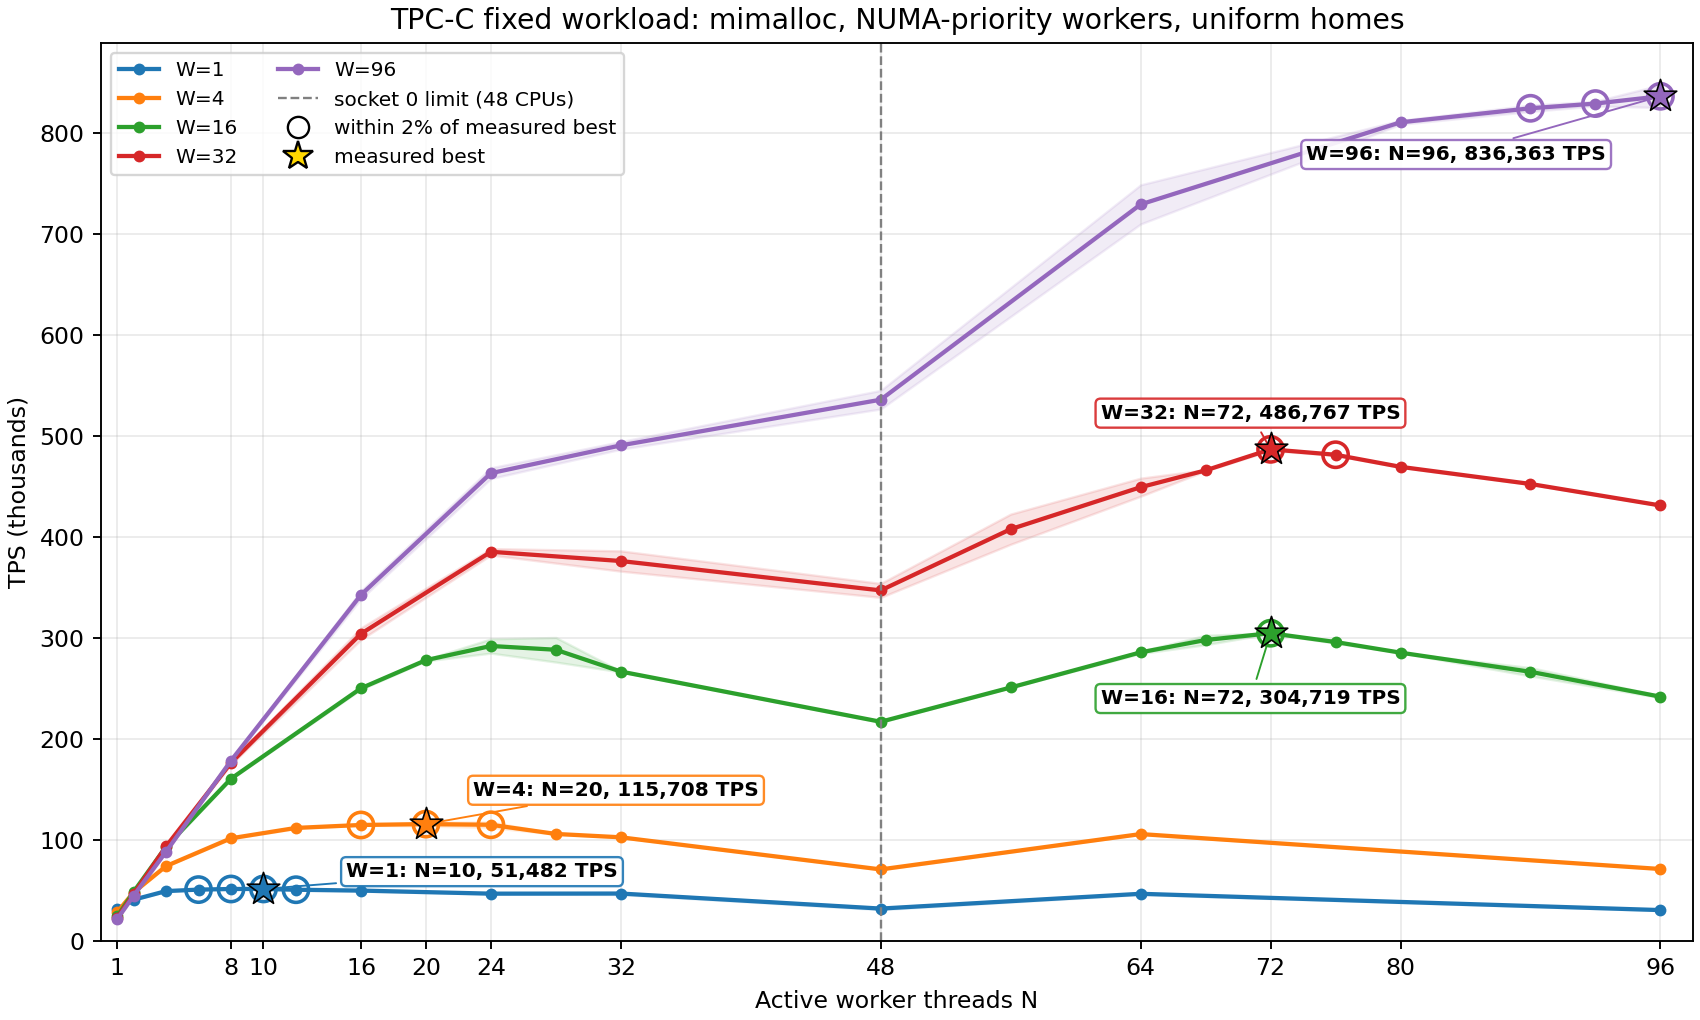 TPC-C fixed workload: mimalloc, NUMA-priority workers, uniform homes
W=1
W=4
W=16
W=32
W=96
socket 0 limit (48 CPUs)
within 2% of measured best
measured best
W=96: N=96, 836,363 TPS
W=32: N=72, 486,767 TPS
W=16: N=72, 304,719 TPS
W=4: N=20, 115,708 TPS
W=1: N=10, 51,482 TPS
TPS (thousands)
800
700
600
500
400
300
200
100
0
1 8 10 16 20 24 32 48 64 72 80 96
Active worker threads N